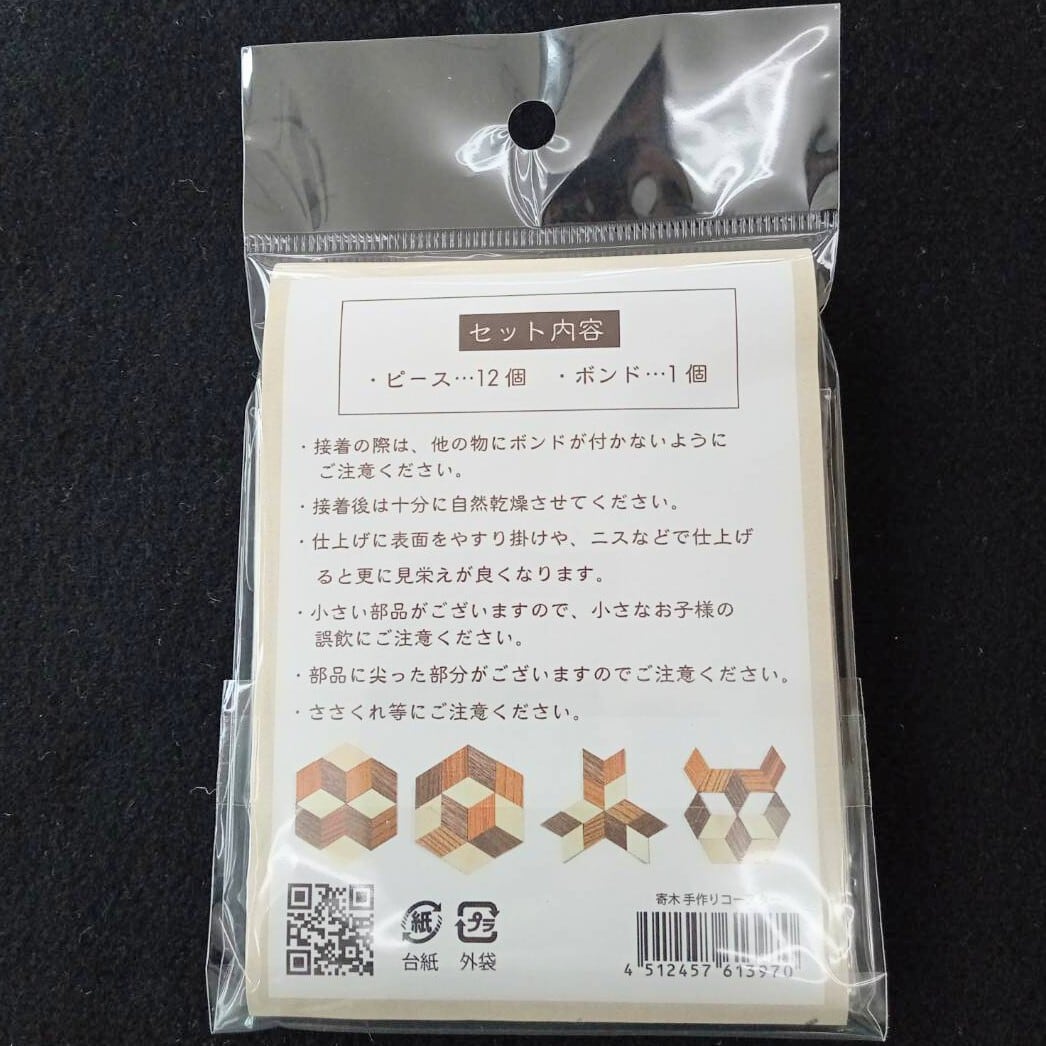 セット内容
・ピース…12個 ・ボンド…1個
・接着の際は、他の物にボンドが付かないように
ご注意ください。
・接着後は十分に自然乾燥させてください。
・仕上げに表面をやすり掛けや、ニスなどで仕上げ
ると更に見栄えが良くなります。
・小さい部品がございますので、小さなお子様の
誤飲にご注意ください。
・部品に尖った部分がございますのでご注意ください。
・ささくれ等にご注意ください。
紙
プラ
台紙 外袋
寄木 手作りコースター
4 512457 613970